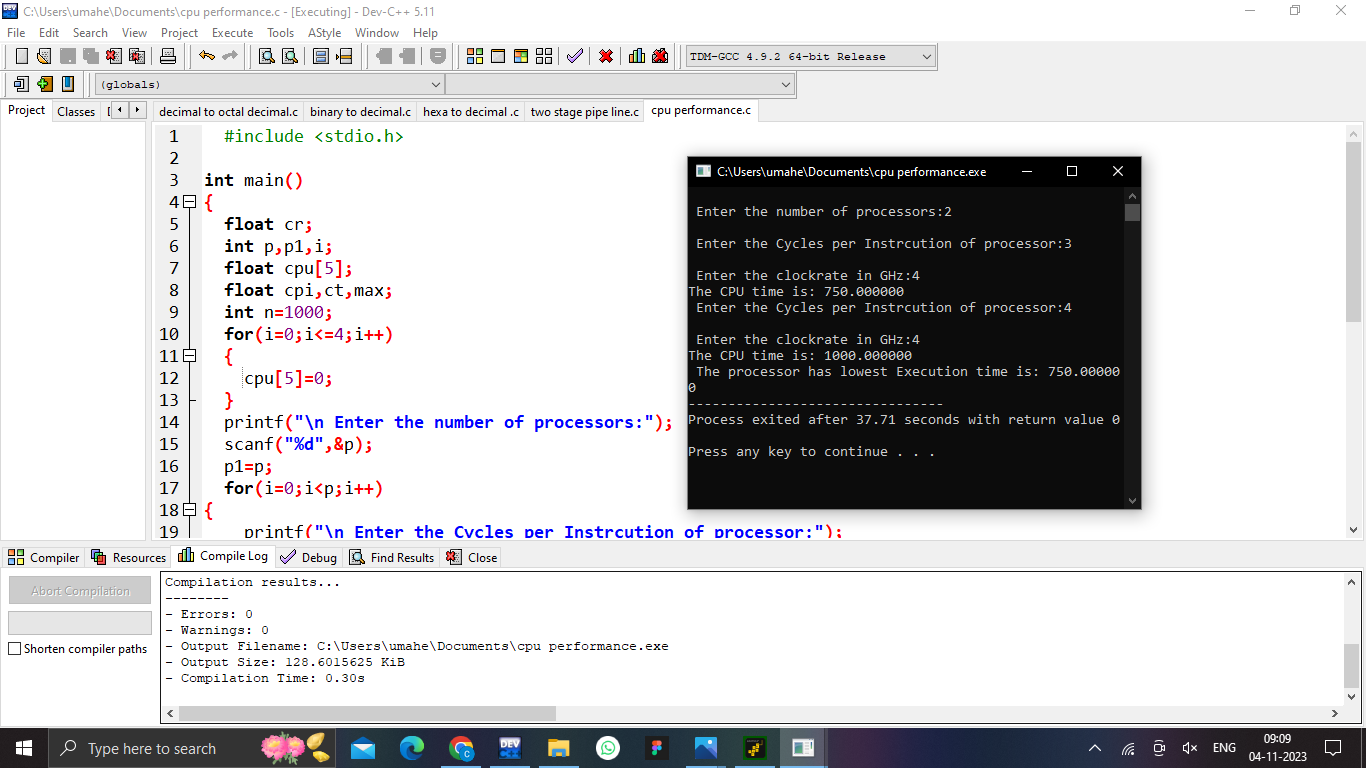 C:\Users\umahe\Documents\cpu performance.c - [Executing] - Dev-C++ 5.11
File Edit Search View Project Execute Tools AStyle Window Help
TDM-GCC 4.9.2 64-bit Release
(globals)
Project Classes
decimal to octal decimal.c binary to decimal.c hexa to decimal .c two stage pipe line.c cpu performance.c
1 #include <stdio.h>
2
3 int main()
4 {
5 float cr;
6 int p,p1,i;
7 float cpu[5];
8 float cpi,ct,max;
9 int n=1000;
10 for(i=0;i<=4;i++)
11 {
12 cpu[5]=0;
13 }
14 printf("\n Enter the number of processors:");
15 scanf("%d",&p);
16 p1=p;
17 for(i=0;i<p;i++)
18 {
19 printf("\n Enter the Cycles per Instrcution of processor:");
C:\Users\umahe\Documents\cpu performance.exe
Enter the number of processors:2
Enter the Cycles per Instrcution of processor:3
Enter the clockrate in GHz:4
The CPU time is: 750.000000
Enter the Cycles per Instrcution of processor:4
Enter the clockrate in GHz:4
The CPU time is: 1000.000000
The processor has lowest Execution time is: 750.00000
0
--------------------------------
Process exited after 37.71 seconds with return value 0
Press any key to continue . . .
Compiler Resources Compile Log Debug Find Results Close
Abort Compilation
Shorten compiler paths
Compilation results...
--------
- Errors: 0
- Warnings: 0
- Output Filename: C:\Users\umahe\Documents\cpu performance.exe
- Output Size: 128.6015625 KiB
- Compilation Time: 0.30s
Type here to search
DEV
ENG
09:09
04-11-2023